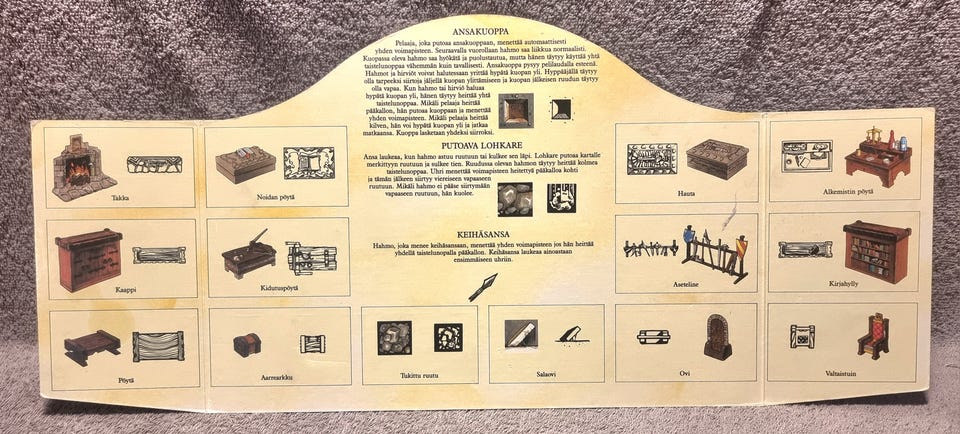 ANSAKUOPPA
Pelaaja, joka putoaa ansakuoppaan, menettää automaattisesti
yhden voimapisteen. Seuraavalla vuorollaan hahmo saa liikkua normaalisti.
Kuopassa oleva hahmo saa hyökätä ja puolustautua, mutta hänen täytyy käyttää yhtä
taistelunoppaa vähemmän kuin tavallisesti. Ansakuoppa pysyy pelilaudalla esteenä.
Hahmot ja hirviöt voivat halutessaan yrittää hypätä kuopan yli. Hyppääjällä täytyy
olla tarpeeksi siirtoja jäljellä kuopan ylittämiseen ja kuopan jälkeisen ruudun täytyy
olla vapaa. Kun hahmo tai hirviö haluaa
hypätä kuopan yli, hänen täytyy heittää yhtä
taistelunoppaa. Mikäli pelaaja heittää
pääkallon, hän putoaa kuoppaan ja menettää
yhden voimapisteen. Mikäli pelaaja heittää
kilven, hän voi hypätä kuopan yli ja jatkaa
matkaansa. Kuoppa lasketaan yhdeksi siirroksi.
PUTOAVA LOHKARE
Ansa laukeaa, kun hahmo astuu ruutuun tai kulkee sen läpi. Lohkare putoaa kartalle
merkittyyn ruutuun ja sulkee tien. Ruudussa olevan hahmon täytyy heittää kolmea
taistelunoppaa. Uhri menettää voimapisteen heitettyä pääkalloa kohti
ja tämän jälkeen siirtyy viereiseen vapaaseen
ruutuun. Mikäli hahmo ei pääse siirtymään
vapaaseen ruutuun, hän kuolee.
KEIHÄSANSA
Hahmo, joka menee keihäsansaan, menettää yhden voimapisteen jos hän heittää
yhdellä taistelunopalla pääkallon. Keihäsansa laukeaa ainoastaan
ensimmäiseen uhriin.
Takka
Noidan pöytä
Hauta
Alkemistin pöytä
Kaappi
Kidutuspöytä
Aseteline
Kirjahylly
Pöytä
Aarrearkku
Tukittu ruutu
Salaovi
Ovi
Valtaistuin